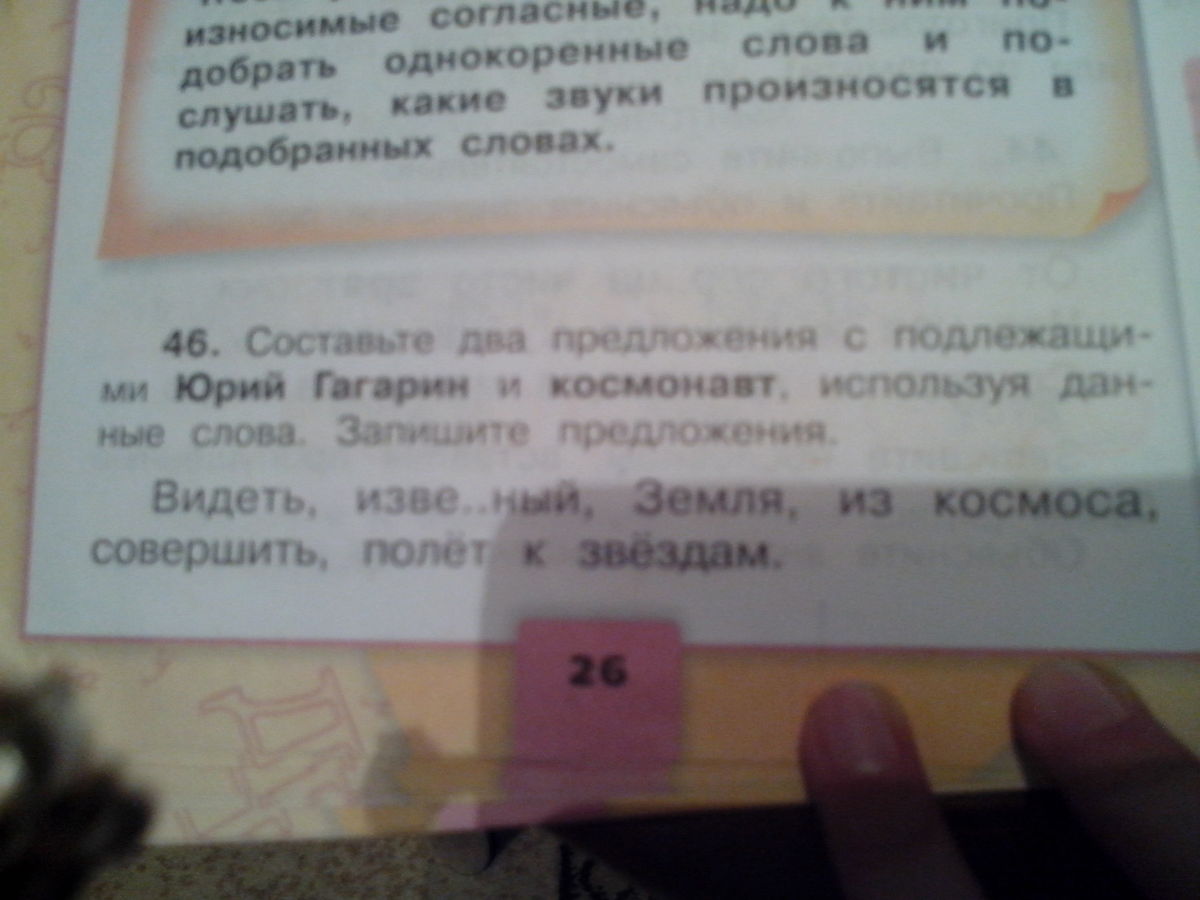 износимые согласные, надо к ним по-
добрать однокоренные слова и по-
слушать, какие звуки произносятся в
подобранных словах.
46. Составьте два предложения с подлежащи-
ми Юрий Гагарин и космонавт, используя дан-
ные слова. Запишите предложения.
Видеть, изве..ный, Земля, из космоса,
совершить, полёт к звёздам.
26